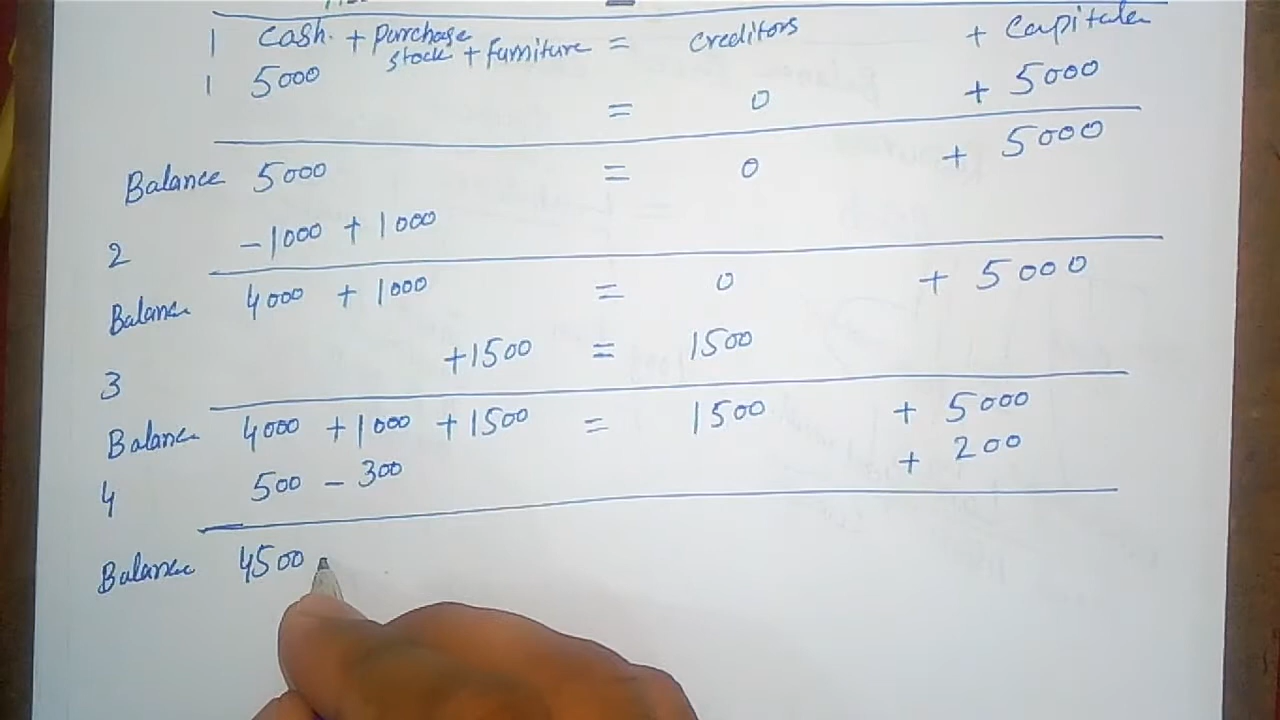 1 Cash + Purchase stock + furniture = Creditors + Capital
1 5000 = 0 + 5000
Balance 5000 = 0 + 5000
2 -1000 + 1000
Balance 4000 + 1000 = 0 + 5000
3 +1500 = 1500
Balance 4000 + 1000 + 1500 = 1500 + 5000
4 500 - 300 + 200
Balance 4500